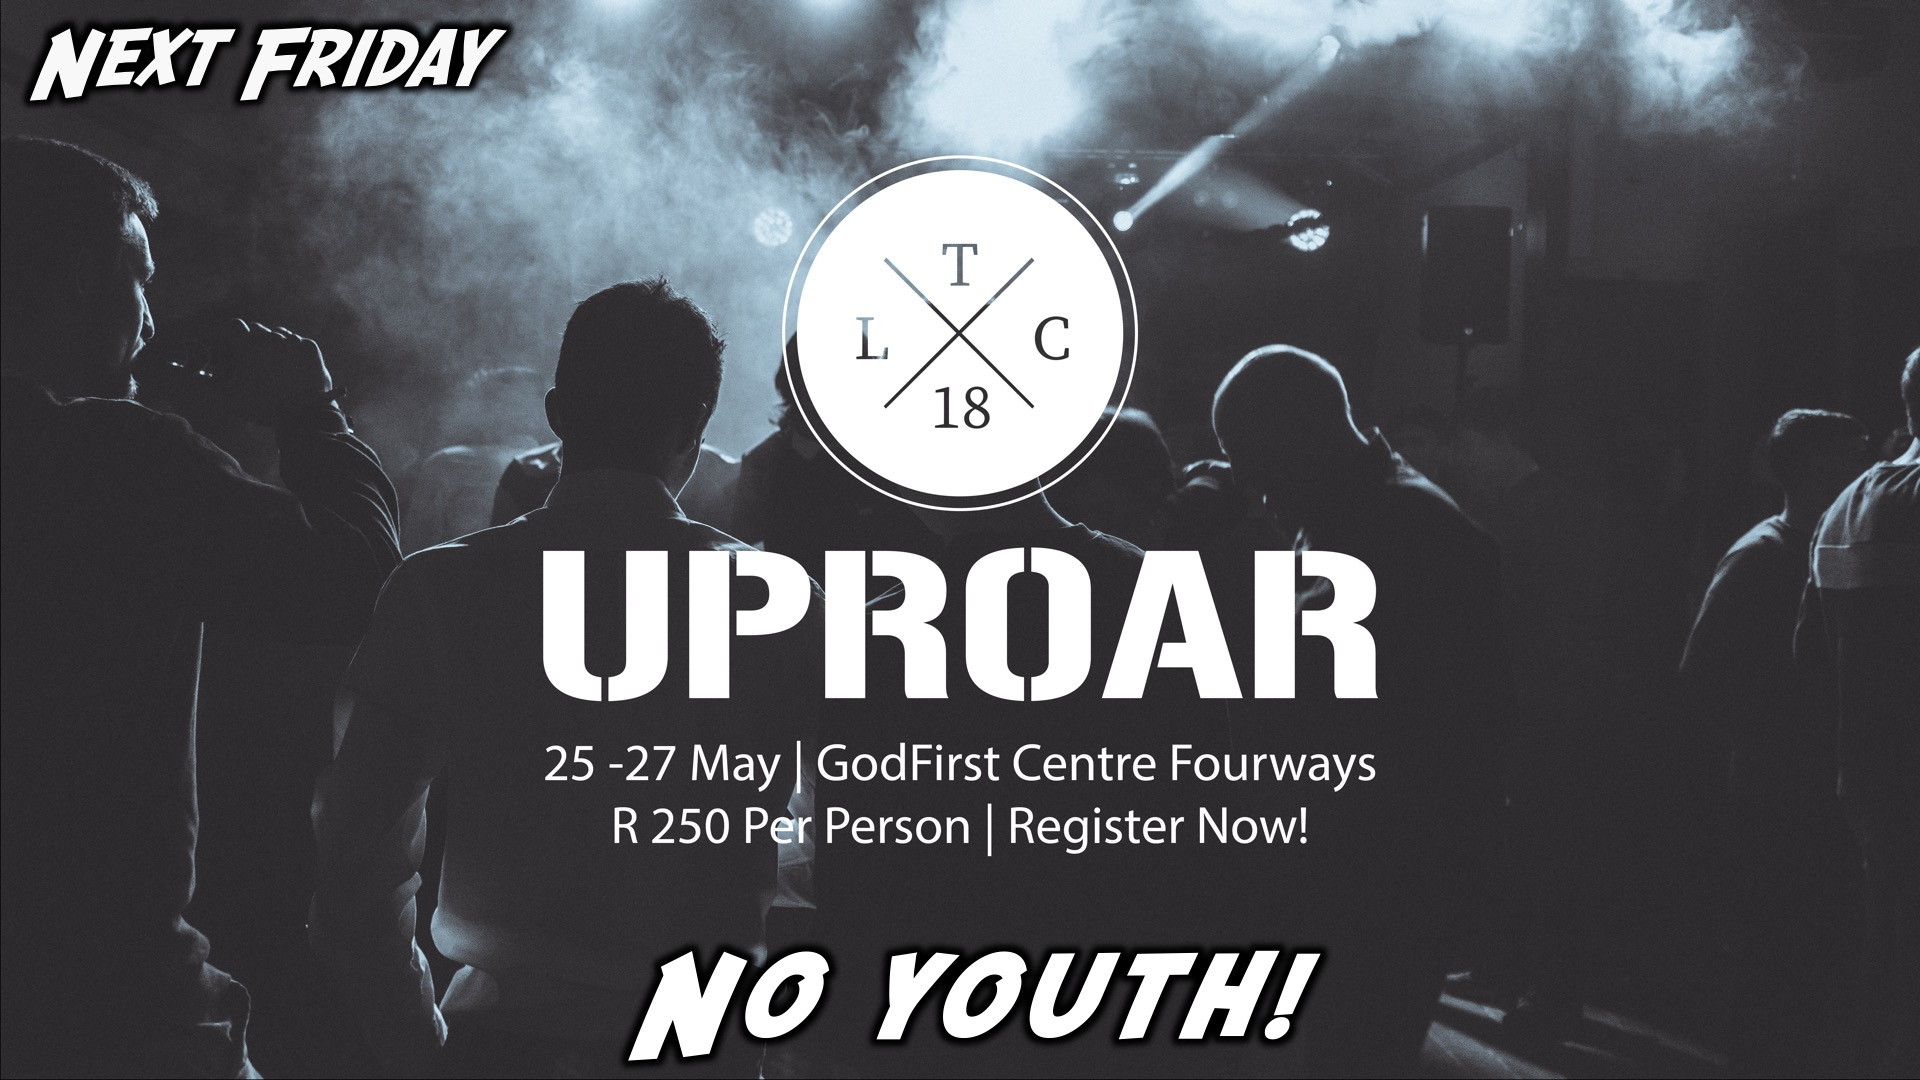 Next Friday
T
L C
18
UPROAR
25 -27 May | GodFirst Centre Fourways
R 250 Per Person | Register Now!
No youth!